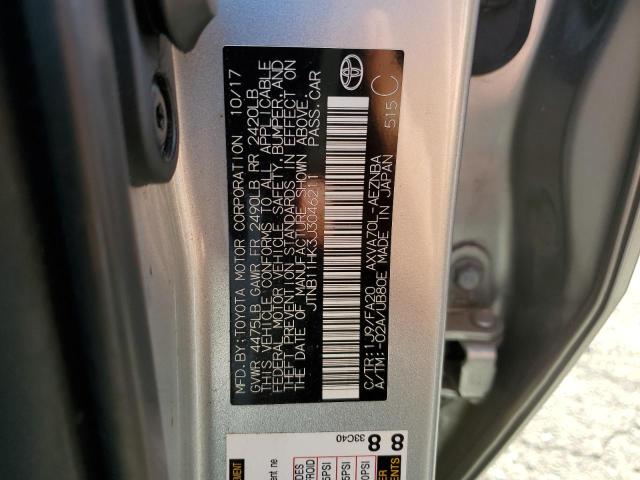 MFD.BY:TOYOTA MOTOR CORPORATION 10/17
GVWR 4475LB GAWR FR 2490LB RR 2420LB
THIS VEHICLE CONFORMS TO ALL APPLICABLE
FEDERAL MOTOR VEHICLE SAFETY, BUMPER, AND
THEFT PREVENTION STANDARDS IN EFFECT ON
THE DATE OF MANUFACTURE SHOWN ABOVE.
JTNB11HK3J3046211 PASS.CAR
C/TR:1J9/FA20 AXVA70L-AEZNBA
A/TM:-02A/UB80E MADE IN JAPAN
515 C
33C40
88